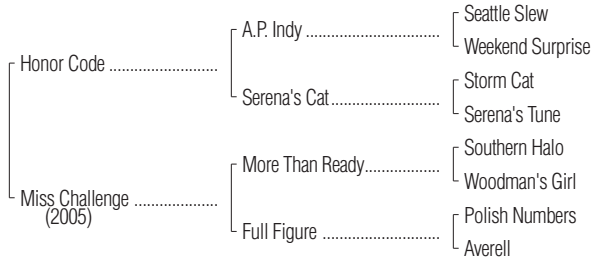 Seattle Slew
A.P. Indy ................................
Weekend Surprise
Honor Code ..........................
Storm Cat
Serena's Cat..........................
Serena's Tune
Southern Halo
More Than Ready..................
Woodman's Girl
Miss Challenge ....................
(2005)
Polish Numbers
Full Figure ............................
Averell